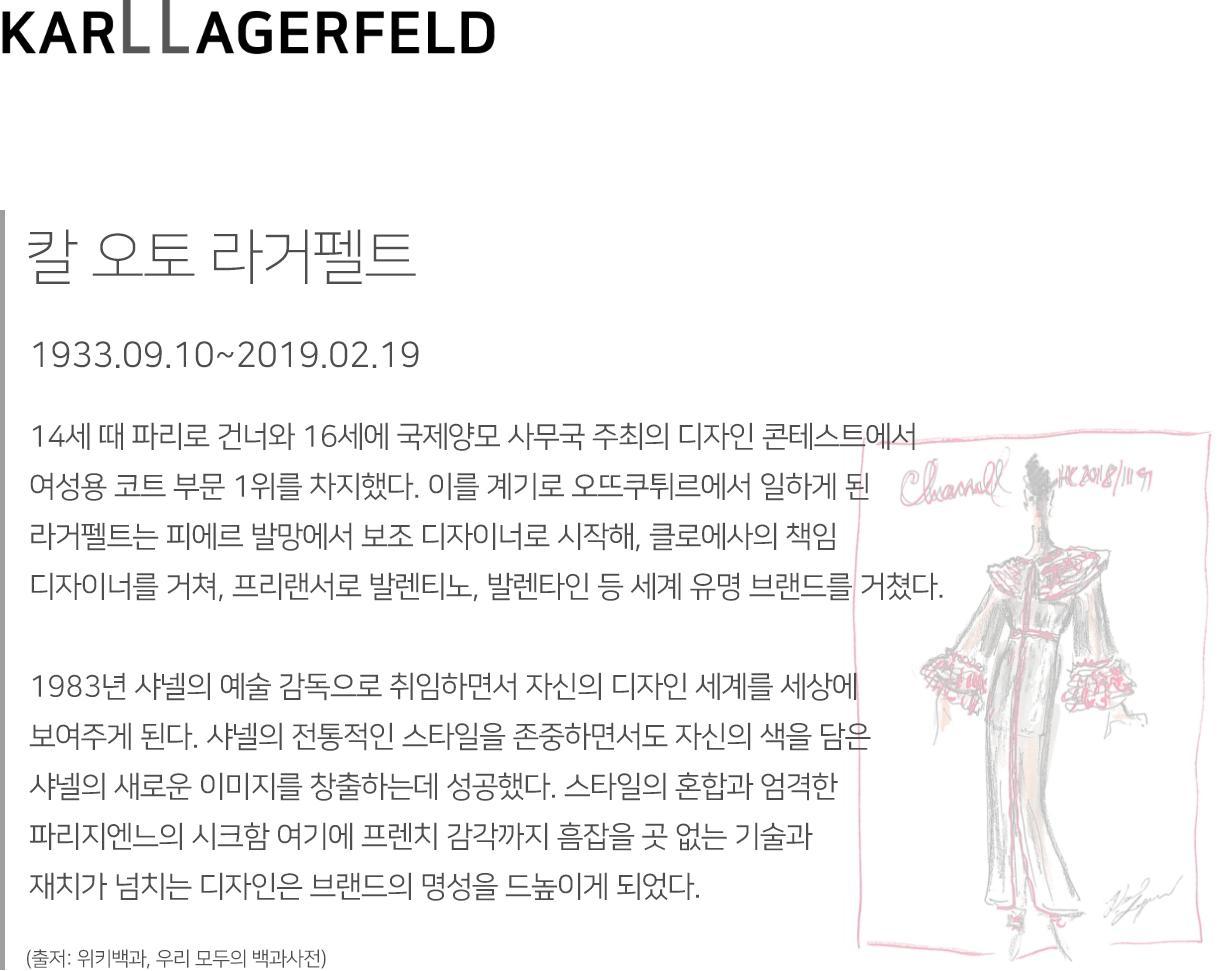 KARLLAGERFELD
칼 오토 라거펠트
1933.09.10~2019.02.19
14세 때 파리로 건너와 16세에 국제양모 사무국 주최의 디자인 콘테스트에서
여성용 코트 부문 1위를 차지했다. 이를 계기로 오뜨쿠튀르에서 일하게 된
라거펠트는 피에르 발망에서 보조 디자이너로 시작해, 클로에사의 책임
디자이너를 거쳐, 프리랜서로 발렌티노, 발렌타인 등 세계 유명 브랜드를 거쳤다.
1983년 샤넬의 예술 감독으로 취임하면서 자신의 디자인 세계를 세상에
보여주게 된다. 샤넬의 전통적인 스타일을 존중하면서도 자신의 색을 담은
샤넬의 새로운 이미지를 창출하는데 성공했다. 스타일의 혼합과 엄격한
파리지엔느의 시크함 여기에 프렌치 감각까지 흠잡을 곳 없는 기술과
재치가 넘치는 디자인은 브랜드의 명성을 드높이게 되었다.
(출저: 위키백과, 우리 모두의 백과사전)